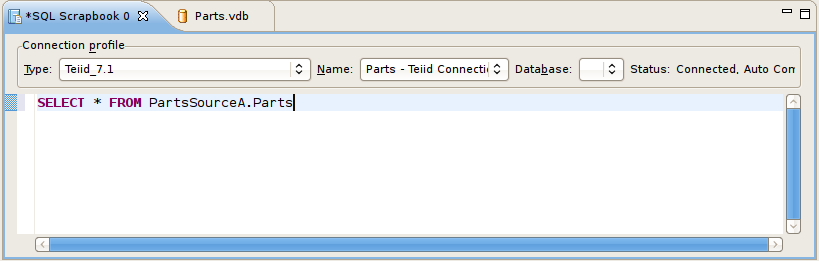 *SQL Scrapbook 0 Parts.vdb
Connection profile
Type: Teiid_7.1 Name: Parts - Teiid Connecti Database: Status: Connected, Auto Com
SELECT * FROM PartsSourceA.Parts